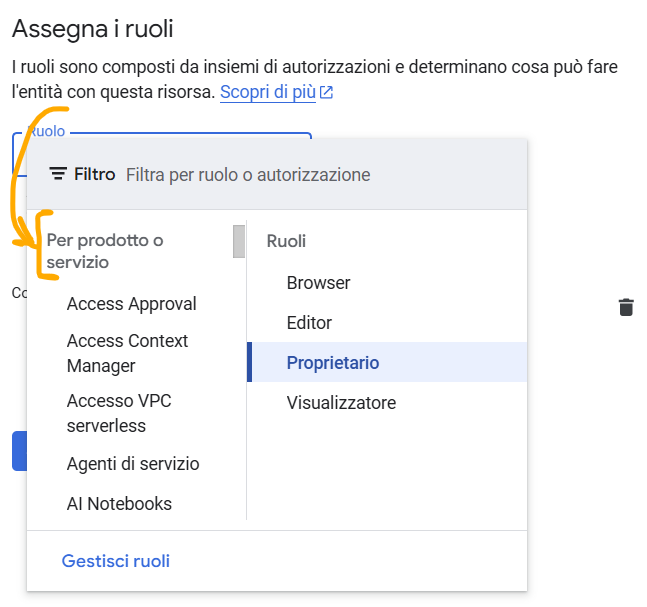 Assegna i ruoli
I ruoli sono composti da insiemi di autorizzazioni e determinano cosa può fare
l'entità con questa risorsa. Scopri di più
Ruolo
Filtro Filtra per ruolo o autorizzazione
Per prodotto o
servizio
Access Approval
Access Context
Manager
Accesso VPC
serverless
Agenti di servizio
AI Notebooks
Ruoli
Browser
Editor
Proprietario
Visualizzatore
Gestisci ruoli